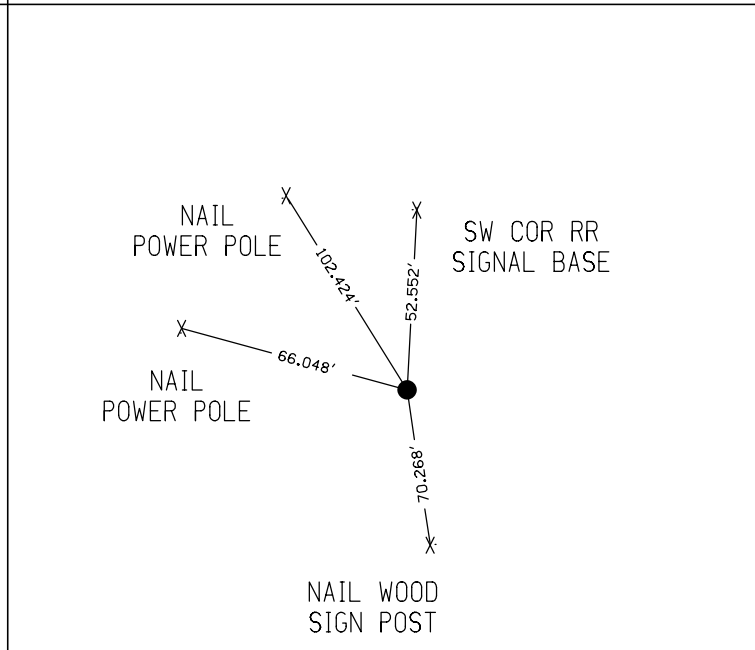 NAIL
POWER POLE
SW COR RR
SIGNAL BASE
102.424'
52.552'
66.048'
NAIL
POWER POLE
70.268'
NAIL WOOD
SIGN POST